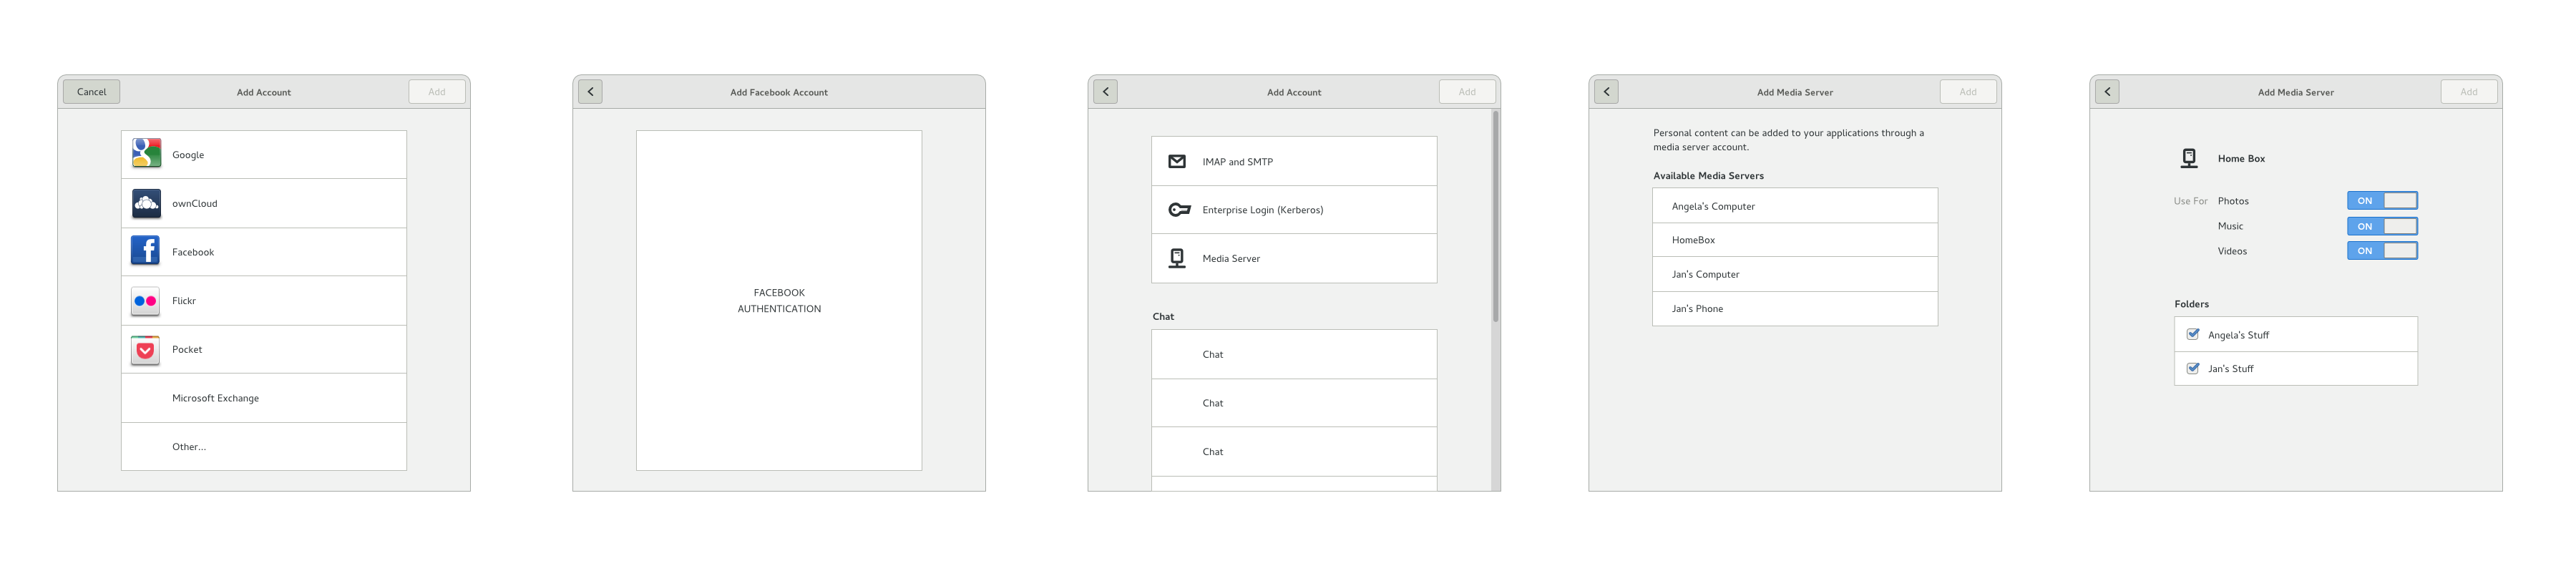 Cancel
Add Account
Add
Google
ownCloud
Facebook
Flickr
Pocket
Microsoft Exchange
Other...
Add Facebook Account
FACEBOOK
AUTHENTICATION
Add Account
Add
IMAP and SMTP
Enterprise Login (Kerberos)
Media Server
Chat
Chat
Chat
Chat
Add Media Server
Add
Personal content can be added to your applications through a
media server account.
Available Media Servers
Angela's Computer
HomeBox
Jan's Computer
Jan's Phone
Add Media Server
Add
Home Box
Use For Photos ON
Music ON
Videos ON
Folders
Angela's Stuff
Jan's Stuff